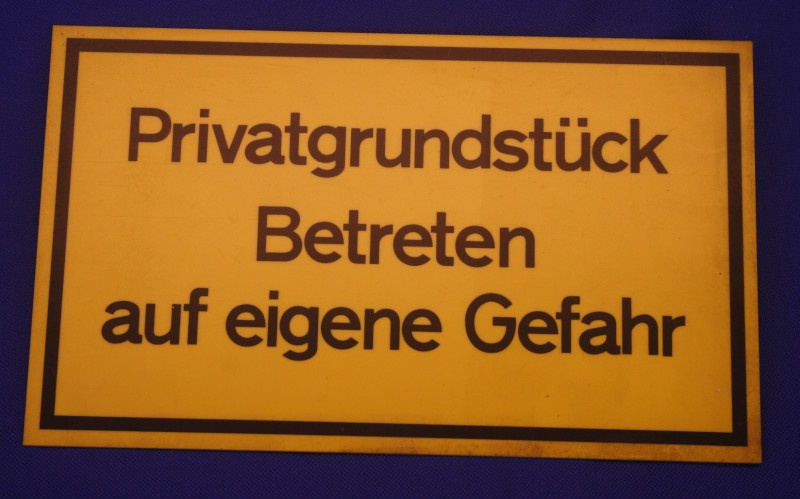 Privatgrundstück
Betreten
auf eigene Gefahr